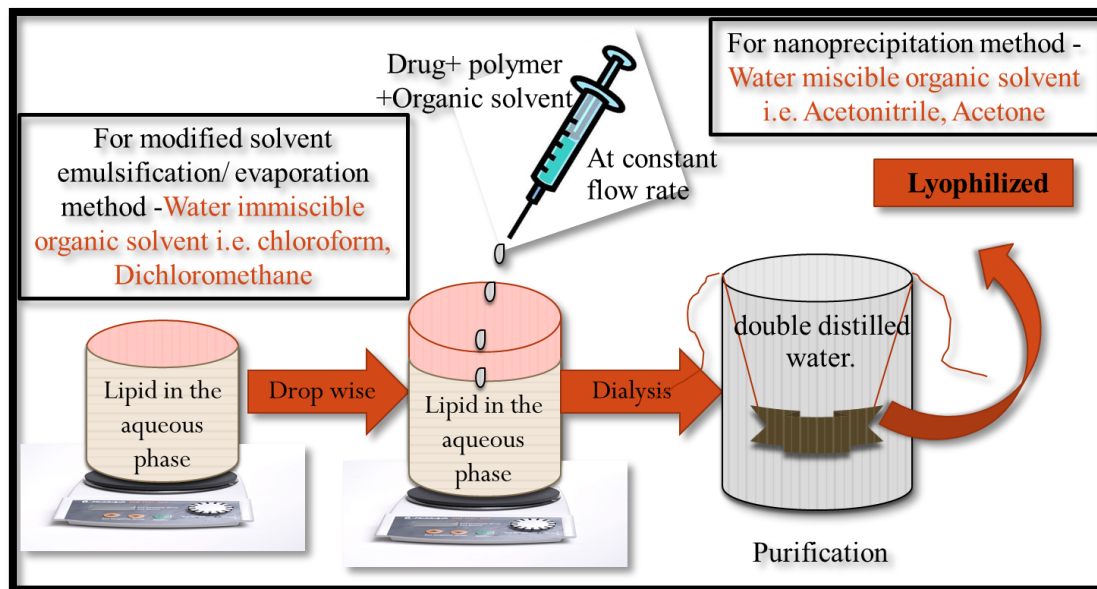 Drug+ polymer
+Organic solvent
At constant
flow rate
For nanoprecipitation method -
Water miscible organic solvent
i.e. Acetonitrile, Acetone
For modified solvent
emulsification/ evaporation
method -Water immiscible
organic solvent i.e. chloroform,
Dichloromethane
Lyophilized
Lipid in the
aqueous
phase
Drop wise
Lipid in the
aqueous
phase
Dialysis
double distilled
water.
Purification